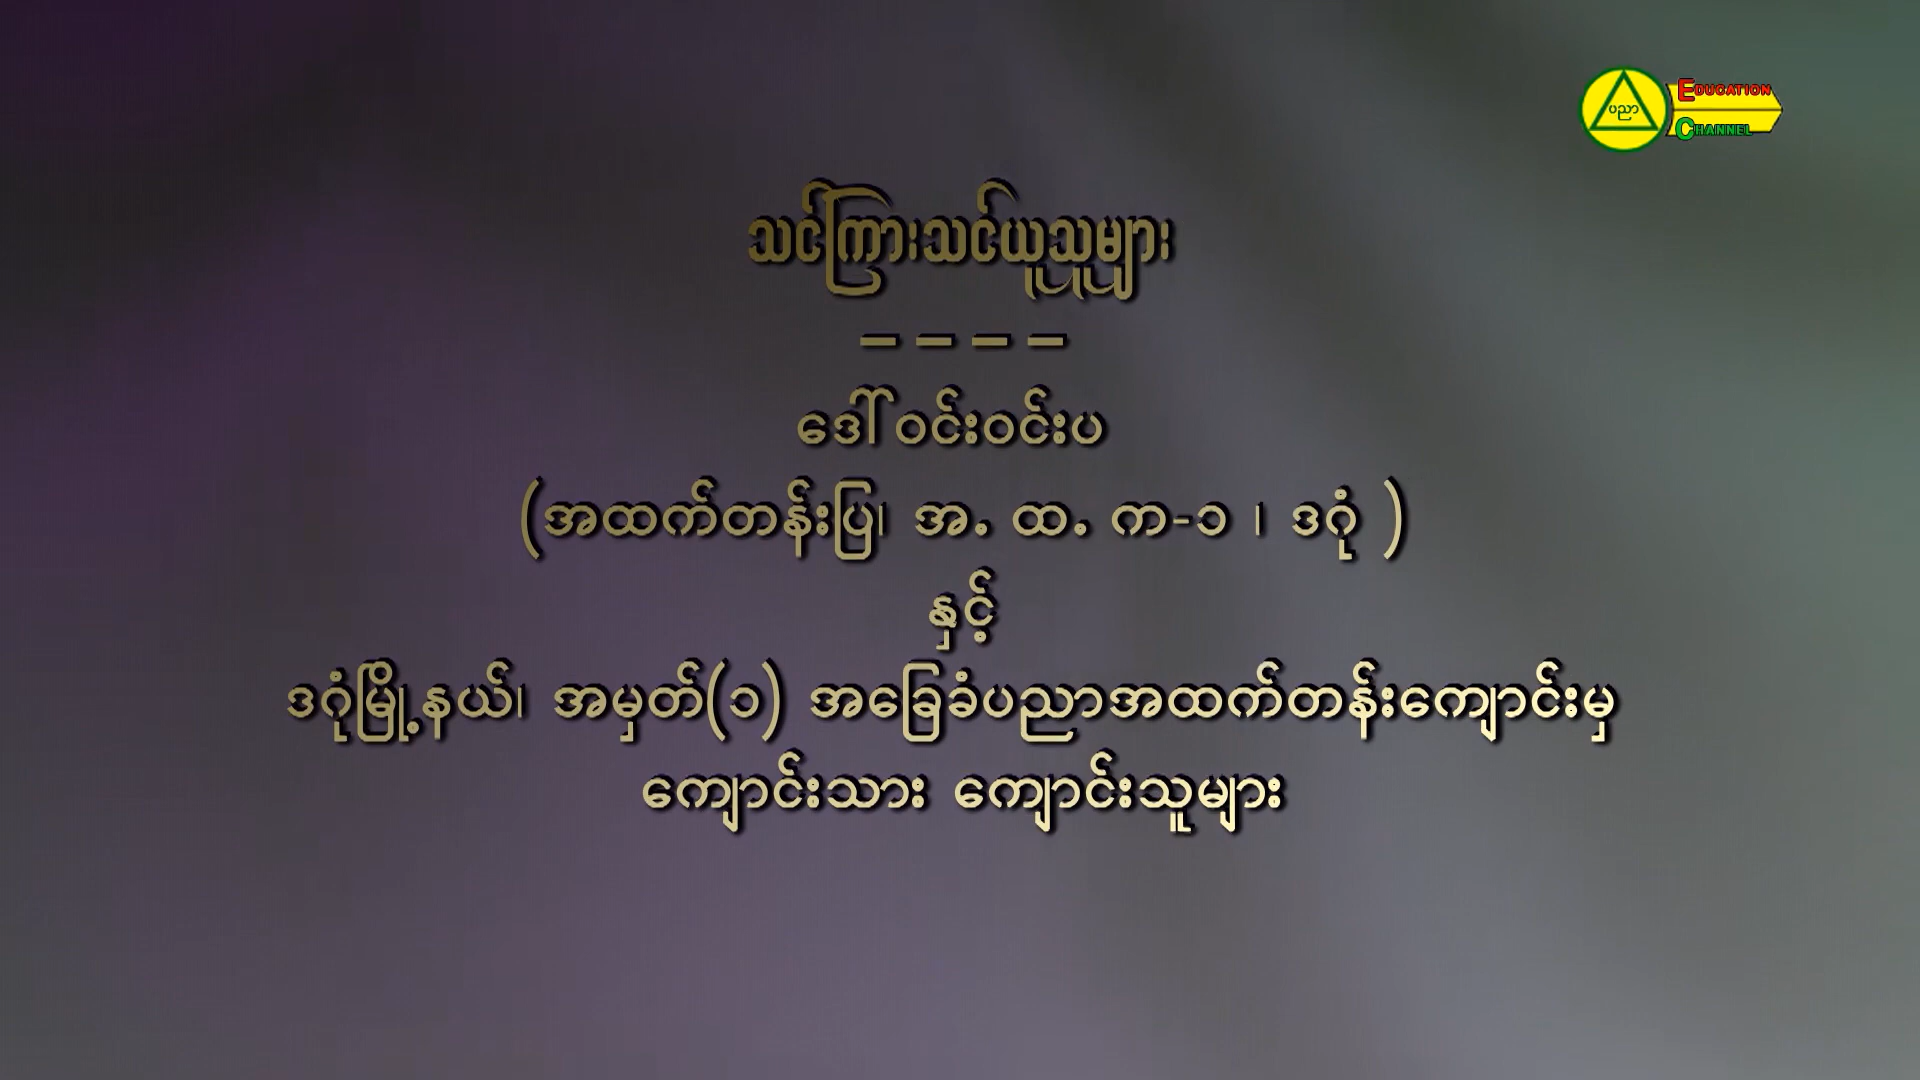 ပညာ
EDUCATION
CHANNEL
သင်ကြားသင်ယူသူများ
– – – –
ဒေါ်ဝင်းဝင်းပ
(အထက်တန်းပြ၊ အ. ထ. က-၁ ၊ ဒဂုံ )
နှင့်
ဒဂုံမြို့နယ်၊ အမှတ်(၁) အခြေခံပညာအထက်တန်းကျောင်းမှ
ကျောင်းသား ကျောင်းသူများ